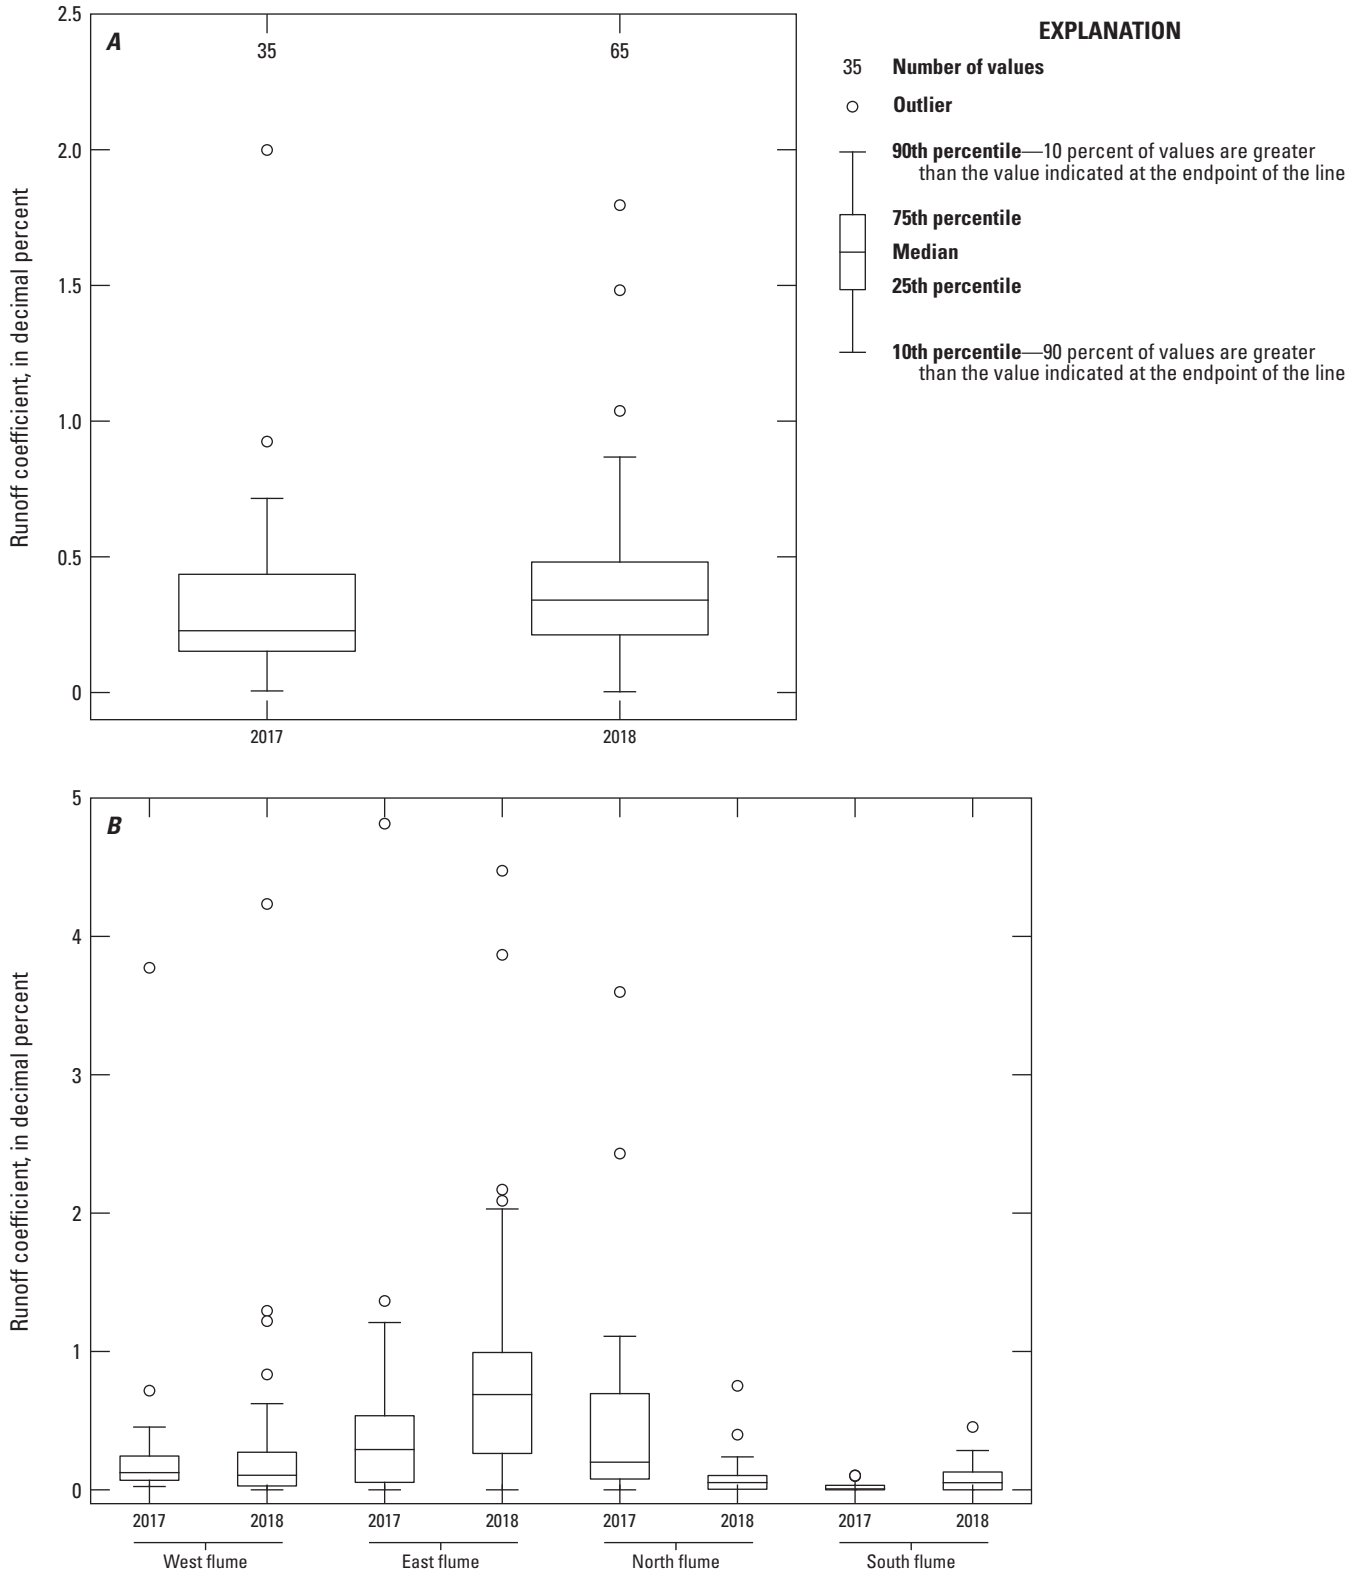 A
35
65
2.5
2.0
1.5
1.0
0.5
0
Runoff coefficient, in decimal percent
2017
2018
EXPLANATION
35 Number of values
Outlier
90th percentile—10 percent of values are greater
than the value indicated at the endpoint of the line
75th percentile
Median
25th percentile
10th percentile—90 percent of values are greater
than the value indicated at the endpoint of the line
B
5
4
3
2
1
0
Runoff coefficient, in decimal percent
2017 2018 2017 2018 2017 2018 2017 2018
West flume East flume North flume South flume